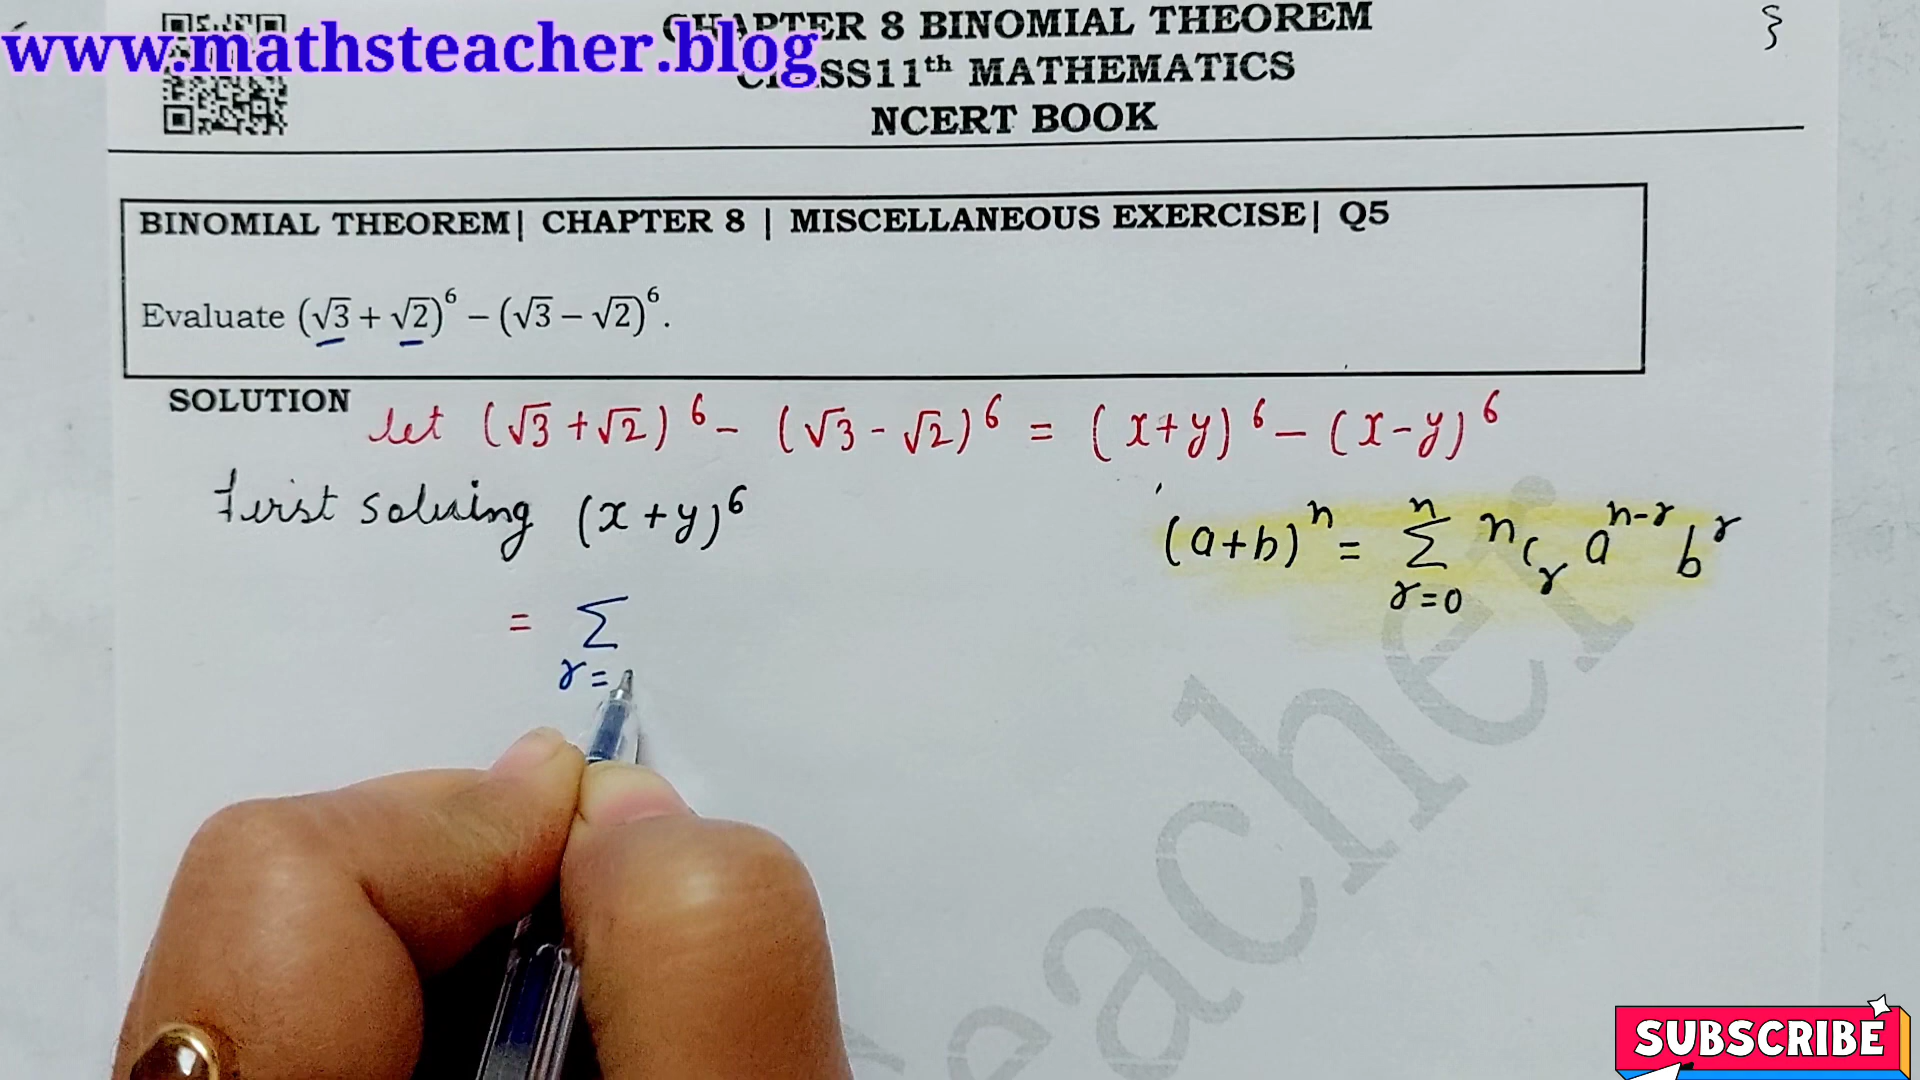 www.mathsteacher.blog
CHAPTER 8 BINOMIAL THEOREM
CLASS11th MATHEMATICS
NCERT BOOK
BINOMIAL THEOREM| CHAPTER 8 | MISCELLANEOUS EXERCISE| Q5
Evaluate (√3 + √2)^6 − (√3 − √2)^6.
SOLUTION let (√3 + √2)^6 − (√3 − √2)^6 = (x+y)^6 − (x−y)^6
First solving (x+y)^6
(a+b)^n = Σ_{r=0}^{n} ^nC_r a^{n-r} b^r
= Σ
r=
teacher
SUBSCRIBE